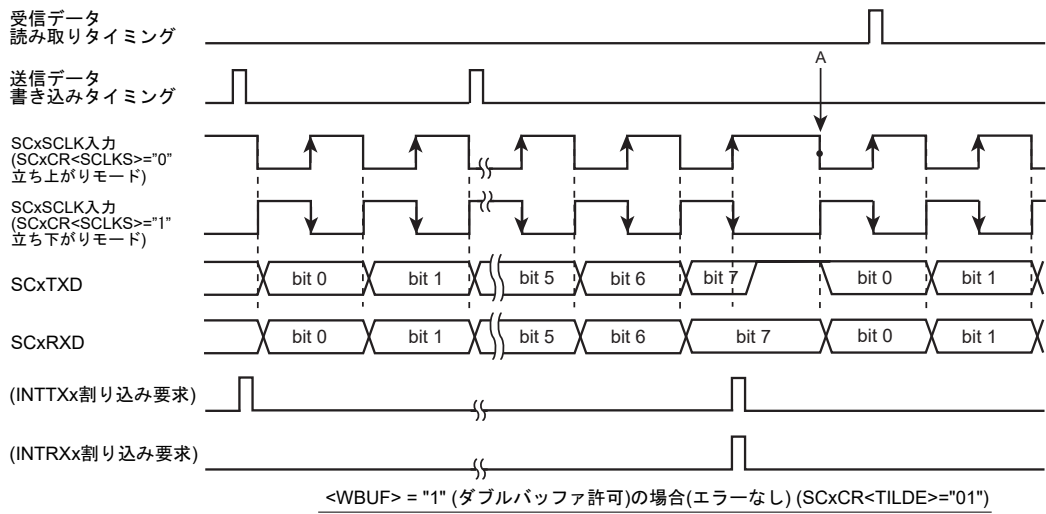 受信データ
読み取りタイミング
A
送信データ
書き込みタイミング
SCxSCLK入力
(SCxCR<SCLKS>="0"
立ち上がりモード)
SCxSCLK入力
(SCxCR<SCLKS>="1"
立ち下がりモード)
SCxTXD
bit 0
bit 1
bit 5
bit 6
bit 7
bit 0
bit 1
SCxRXD
bit 0
bit 1
bit 5
bit 6
bit 7
bit 0
bit 1
(INTTXx割り込み要求)
(INTRXx割り込み要求)
<WBUF> = "1" (ダブルバッファ許可)の場合(エラーなし) (SCxCR<TILDE>="01")